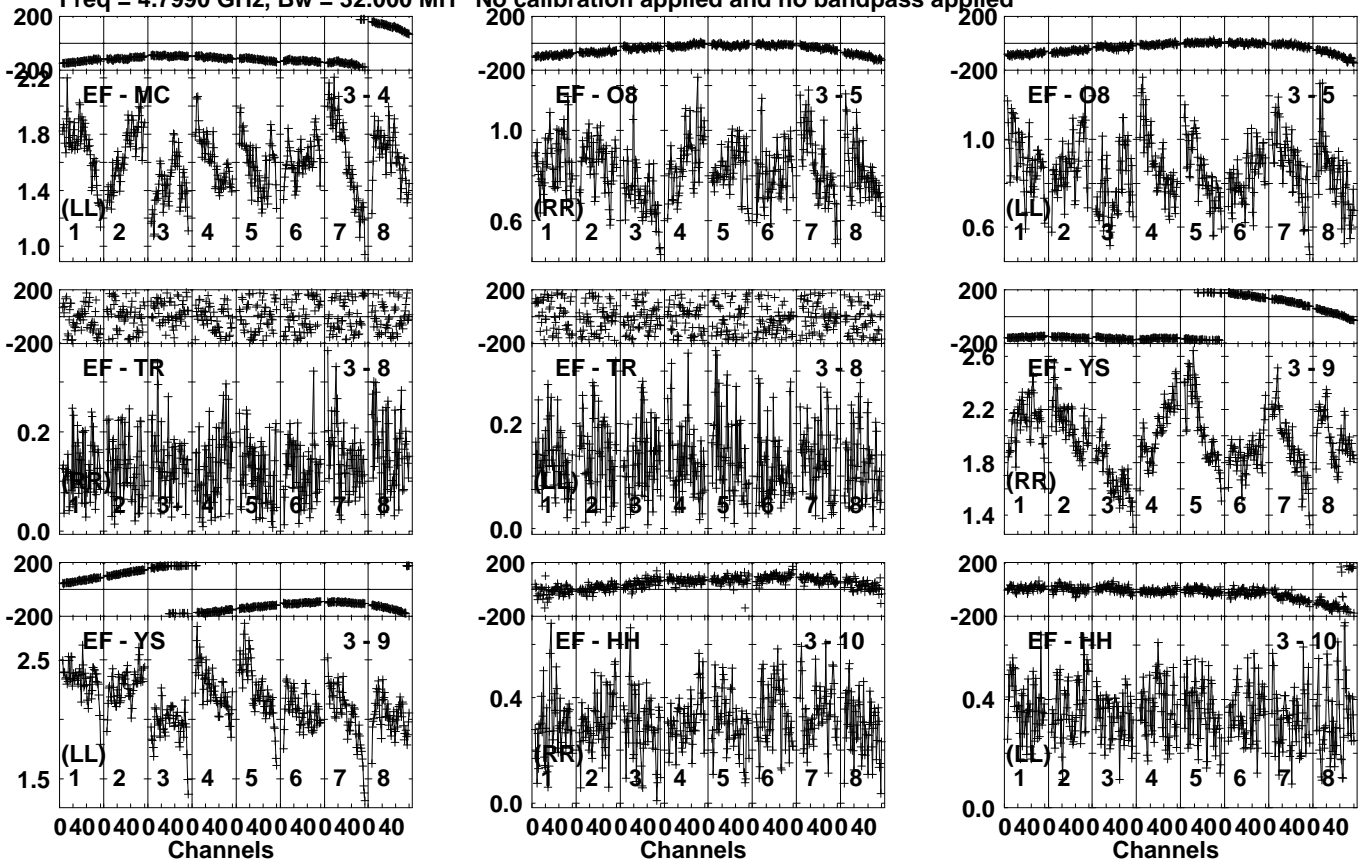 Freq = 4.7990 GHz, Bw = 32.000 MH No calibration applied and no bandpass applied
200 200 200
-200 -200 -200
2.2
EF - MC 3 - 4 EF - O8 3 - 5 EF - O8 3 - 5
1.8 1.0 1.0
1.4
(LL) (RR) (LL)
0.6 0.6
1 2 3 4 5 6 7 8 1 2 3 4 5 6 7 8 1 2 3 4 5 6 7 8
1.0
200 200 200
-200 -200 -200
2.6
EF - TR 3 - 8 EF - TR 3 - 8 EF - YS 3 - 9
0.2 0.2 2.2
1.8
(RR) (LL) (RR)
1 2 3 4 5 6 7 8 1 2 3 4 5 6 7 8 1 2 3 4 5 6 7 8
0.0 0.0 1.4
200 200 200
-200 -200 -200
EF - YS 3 - 9 EF - HH 3 - 10 EF - HH 3 - 10
2.5 0.4 0.4
(LL) (RR) (LL)
1.5
1 2 3 4 5 6 7 8 1 2 3 4 5 6 7 8 1 2 3 4 5 6 7 8
0.0 0.0
0 40 0 40 0 40 0 40 0 40 0 40 0 40 0 40 0 40 0 40 0 40 0 40 0 40 0 40 0 40 0 40 0 40 0 40 0 40 0 40 0 40 0 40 0 40 0 40
Channels Channels Channels